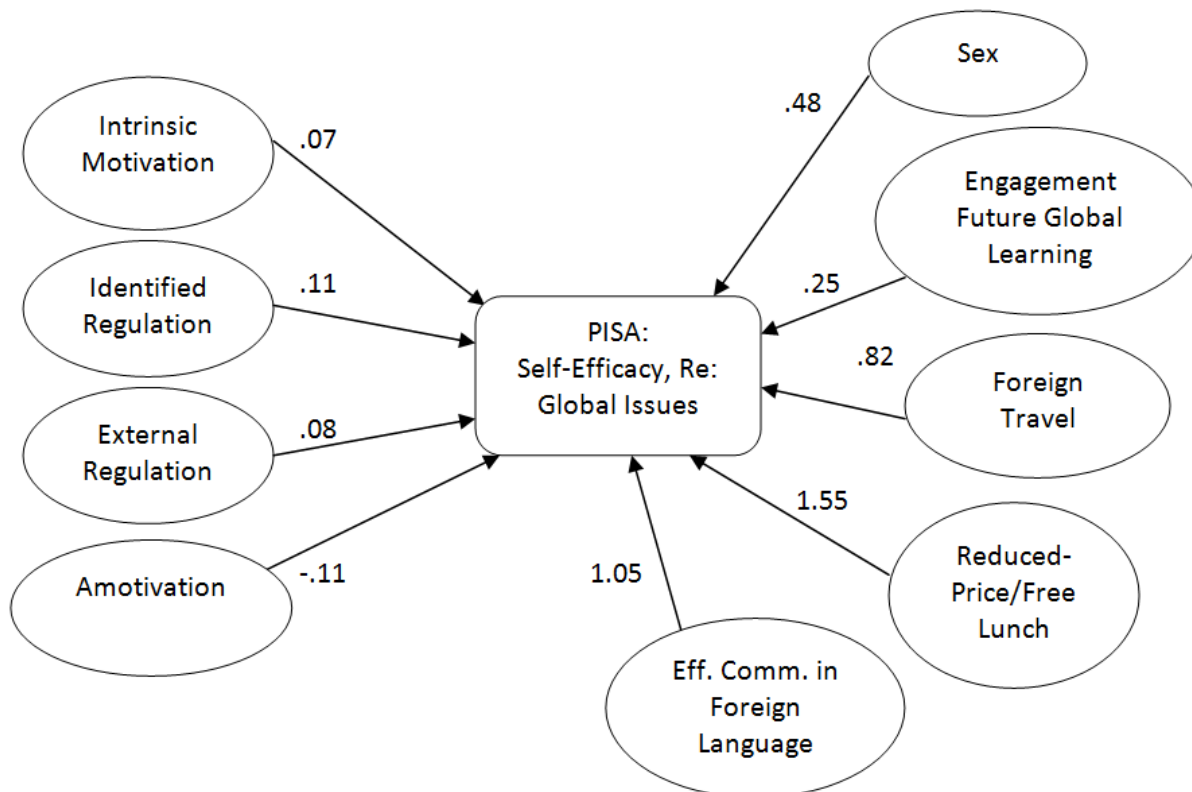 Sex
.48
Intrinsic
Motivation
.07
Engagement
Future Global
Learning
.25
Identified
Regulation
.11
PISA:
Self-Efficacy, Re:
Global Issues
.82
Foreign
Travel
External
Regulation
.08
1.55
Reduced-
Price/Free
Lunch
Amotivation
-.11
1.05
Eff. Comm. in
Foreign
Language